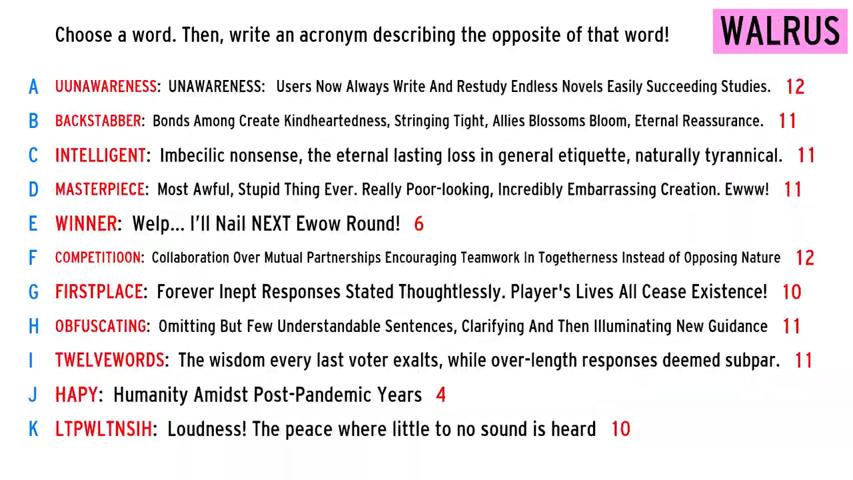 Choose a word. Then, write an acronym describing the opposite of that word!
WALRUS
A UUNAWARENESS: UNAWARENESS: Users Now Always Write And Restudy Endless Novels Easily Succeeding Studies. 12
B BACKSTABBER: Bonds Among Create Kindheartedness, Stringing Tight, Allies Blossoms Bloom, Eternal Reassurance. 11
C INTELLIGENT: Imbecilic nonsense, the eternal lasting loss in general etiquette, naturally tyrannical. 11
D MASTERPIECE: Most Awful, Stupid Thing Ever. Really Poor-looking, Incredibly Embarrassing Creation. Ewww! 11
E WINNER: Welp... I'll Nail NEXT Ewow Round! 6
F COMPETITIOON: Collaboration Over Mutual Partnerships Encouraging Teamwork In Togetherness Instead of Opposing Nature 12
G FIRSTPLACE: Forever Inept Responses Stated Thoughtlessly. Player's Lives All Cease Existence! 10
H OBFUSCATING: Omitting But Few Understandable Sentences, Clarifying And Then Illuminating New Guidance 11
I TWELVEWORDS: The wisdom every last voter exalts, while over-length responses deemed subpar. 11
J HAPY: Humanity Amidst Post-Pandemic Years 4
K LTPWLTNSIH: Loudness! The peace where little to no sound is heard 10